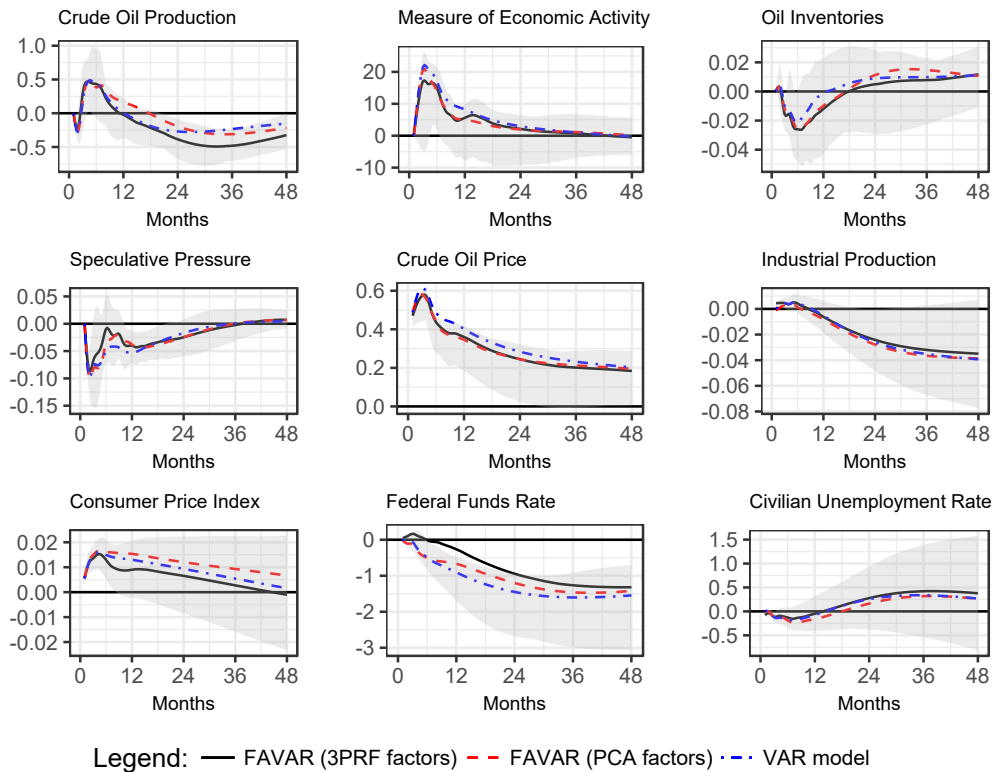 Crude Oil Production
1.0
0.5
0.0
-0.5
0 12 24 36 48
Months
Measure of Economic Activity
20
10
0
-10
0 12 24 36 48
Months
Oil Inventories
0.02
0.00
-0.02
-0.04
0 12 24 36 48
Months
Speculative Pressure
0.05
0.00
-0.05
-0.10
-0.15
0 12 24 36 48
Months
Crude Oil Price
0.6
0.4
0.2
0.0
0 12 24 36 48
Months
Industrial Production
0.00
-0.02
-0.04
-0.06
-0.08
0 12 24 36 48
Months
Consumer Price Index
0.02
0.01
0.00
-0.01
-0.02
0 12 24 36 48
Months
Federal Funds Rate
0
-1
-2
-3
0 12 24 36 48
Months
Civilian Unemployment Rate
1.5
1.0
0.5
0.0
-0.5
0 12 24 36 48
Months
Legend: FAVAR (3PRF factors) FAVAR (PCA factors) VAR model